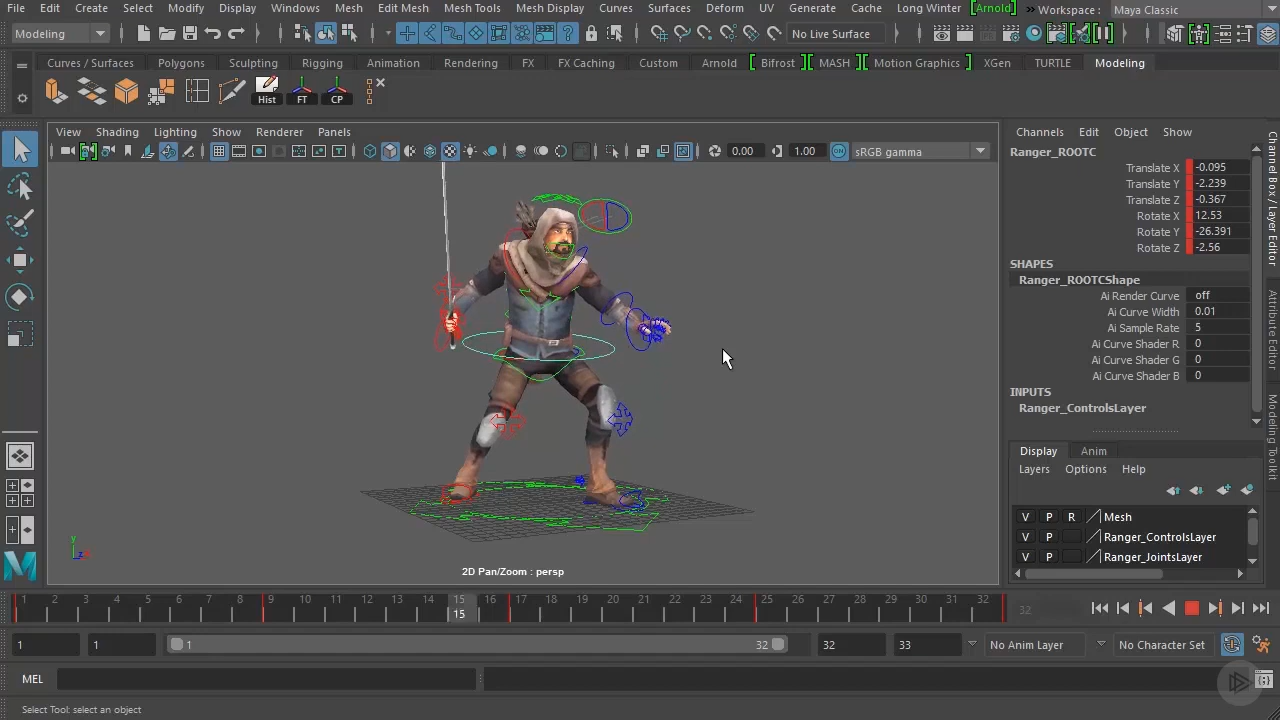 File Edit Create Select Modify Display Windows Mesh Edit Mesh Mesh Tools Mesh Display Curves Surfaces Deform UV Generate Cache Long Winter [Arnold] » Workspace : Maya Classic
Modeling No Live Surface
Curves / Surfaces Polygons Sculpting Rigging Animation Rendering FX FX Caching Custom Arnold Bifrost MASH Motion Graphics XGen TURTLE Modeling
Hist FT CP
View Shading Lighting Show Renderer Panels
0.00 1.00 ON sRGB gamma
2D Pan/Zoom : persp
Channels Edit Object Show
Ranger_ROOTC
Translate X -0.095
Translate Y -2.239
Translate Z -0.367
Rotate X 12.53
Rotate Y -26.391
Rotate Z -2.56
SHAPES
Ranger_ROOTCShape
Ai Render Curve off
Ai Curve Width 0.01
Ai Sample Rate 5
Ai Curve Shader R 0
Ai Curve Shader G 0
Ai Curve Shader B 0
INPUTS
Ranger_ControlsLayer
Display Anim
Layers Options Help
V P R Mesh
V P Ranger_ControlsLayer
V P Ranger_JointsLayer
Channel Box / Layer Editor
Attribute Editor
Modeling Toolkit
1 2 3 4 5 6 7 8 9 10 11 12 13 14 15 16 17 18 19 20 21 22 23 24 25 26 27 28 29 30 31 32 32
15
1 1 1 32 32 33 No Anim Layer No Character Set
MEL
Select Tool: select an object